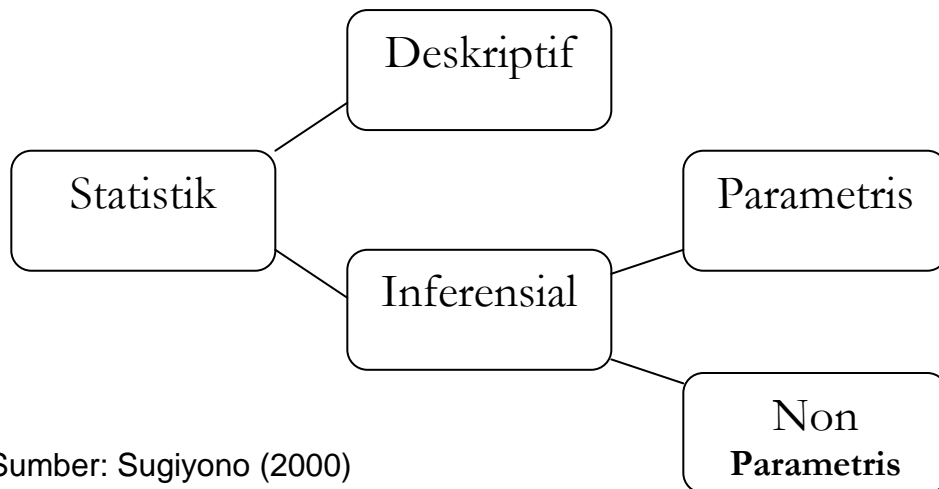 Deskriptif
Statistik
Parametris
Inferensial
Non
Parametris
Sumber: Sugiyono (2000)